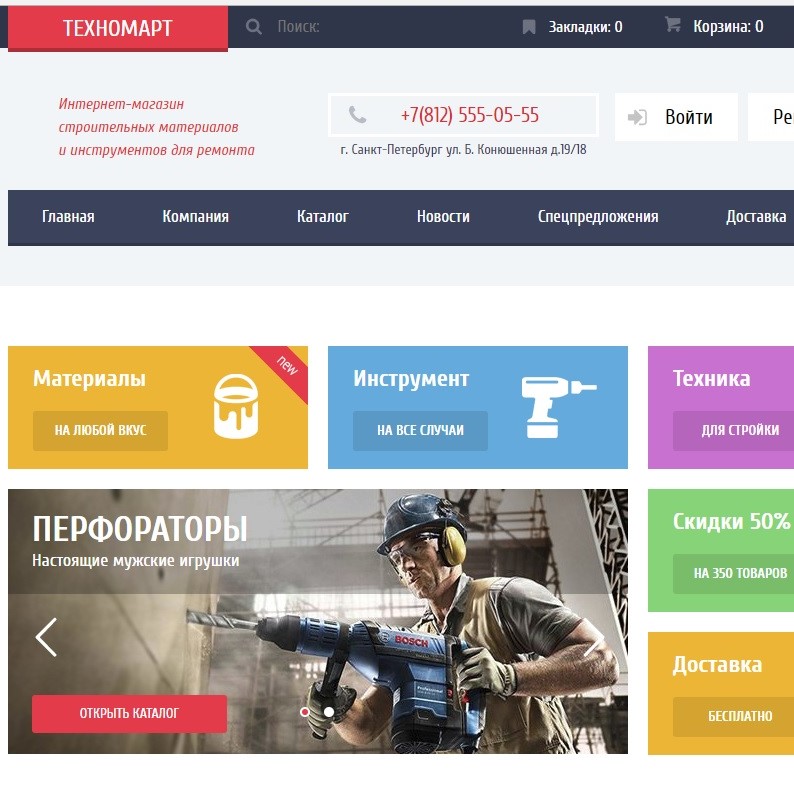 ТЕХНОМАРТ
Поиск:
Закладки: 0
Корзина: 0
Интернет-магазин
строительных материалов
и инструментов для ремонта
+7(812) 555-05-55
г. Санкт-Петербург ул. Б. Конюшенная д.19/18
Войти
Ре
Главная
Компания
Каталог
Новости
Спецпредложения
Доставка
Материалы
new
НА ЛЮБОЙ ВКУС
Инструмент
НА ВСЕ СЛУЧАИ
Техника
ДЛЯ СТРОЙКИ
ПЕРФОРАТОРЫ
Настоящие мужские игрушки
BOSCH
Professional
ОТКРЫТЬ КАТАЛОГ
Скидки 50%
НА 350 ТОВАРОВ
Доставка
БЕСПЛАТНО